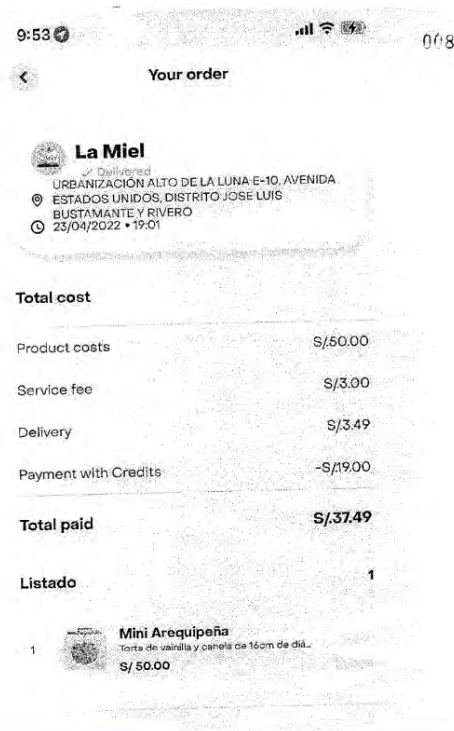 9:53
008
Your order
La Miel
✓ Delivered
URBANIZACIÓN ALTO DE LA LUNA E-10, AVENIDA
ESTADOS UNIDOS, DISTRITO JOSE LUIS
BUSTAMANTE Y RIVERO
23/04/2022 • 19:01
Total cost
Product costs S/.50.00
Service fee S/.3.00
Delivery S/.3.49
Payment with Credits -S/.19.00
Total paid S/.37.49
Listado 1
1 Mini Arequipeña
Torta de vainilla y canela de 16cm de diá...
S/ 50.00